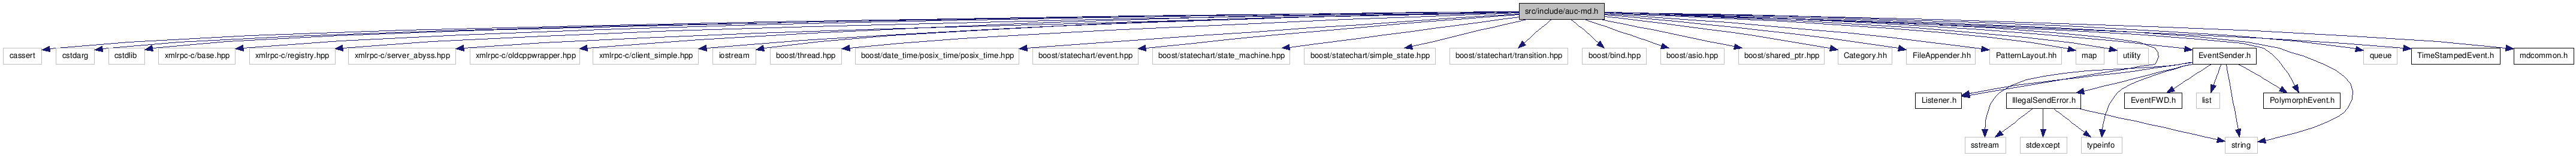 src/include/auc-md.h
cassert
cstdarg
cstdlib
xmlrpc-c/base.hpp
xmlrpc-c/registry.hpp
xmlrpc-c/server_abyss.hpp
xmlrpc-c/oldcppwrapper.hpp
xmlrpc-c/client_simple.hpp
iostream
boost/thread.hpp
boost/date_time/posix_time/posix_time.hpp
boost/statechart/event.hpp
boost/statechart/state_machine.hpp
boost/statechart/simple_state.hpp
boost/statechart/transition.hpp
boost/bind.hpp
boost/asio.hpp
boost/shared_ptr.hpp
Category.hh
FileAppender.hh
PatternLayout.hh
map
utility
EventSender.h
queue
TimeStampedEvent.h
mdcommon.h
Listener.h
IllegalSendError.h
EventFWD.h
list
PolymorphEvent.h
sstream
stdexcept
typeinfo
string